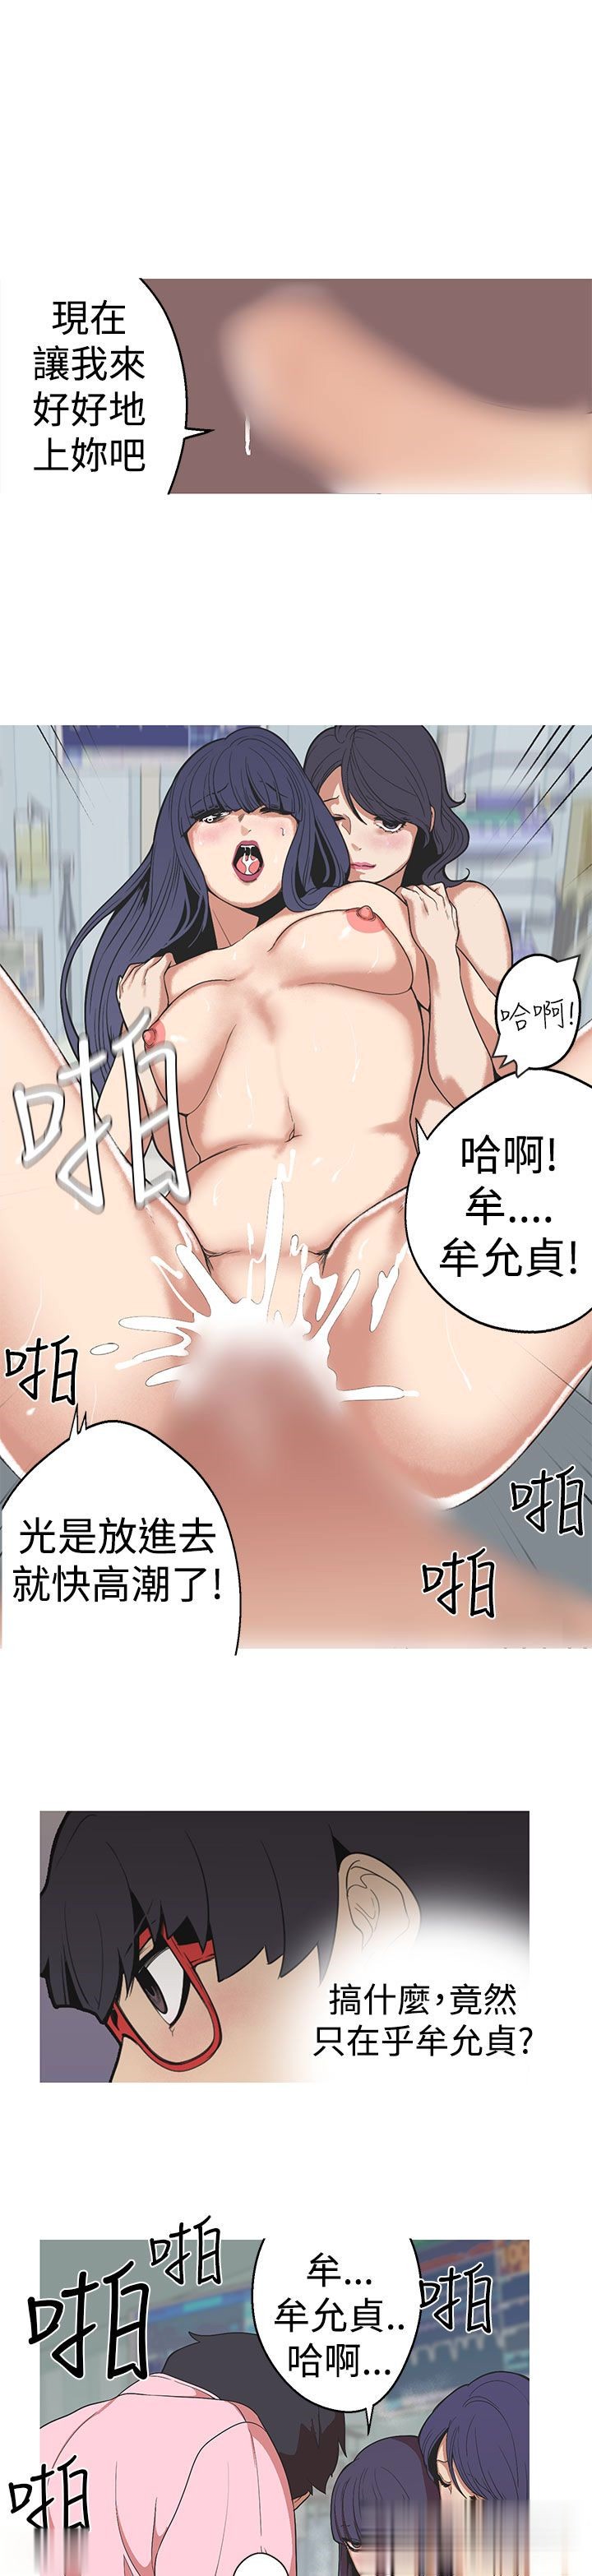 現在
讓我來
好好地
上妳吧
哈啊!
啪
哈啊!
牟....
牟允貞!
啪
光是放進去
就快高潮了!
啪
啪
搞什麼,竟然
只在乎牟允貞?
啪
啪
牟...
牟允貞..
哈啊...
啪
啪